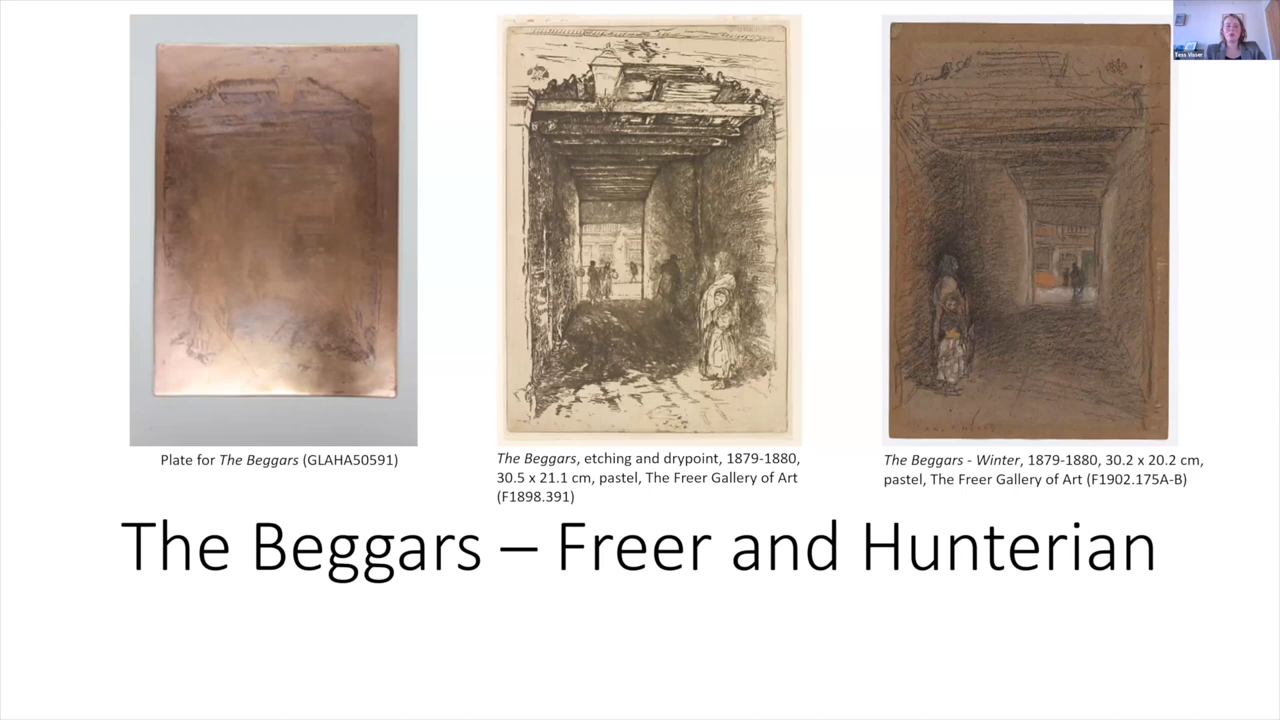 Tess Visser
Plate for The Beggars (GLAHA50591)
The Beggars, etching and drypoint, 1879-1880,
30.5 x 21.1 cm, pastel, The Freer Gallery of Art
(F1898.391)
The Beggars - Winter, 1879-1880, 30.2 x 20.2 cm,
pastel, The Freer Gallery of Art (F1902.175A-B)
The Beggars – Freer and Hunterian